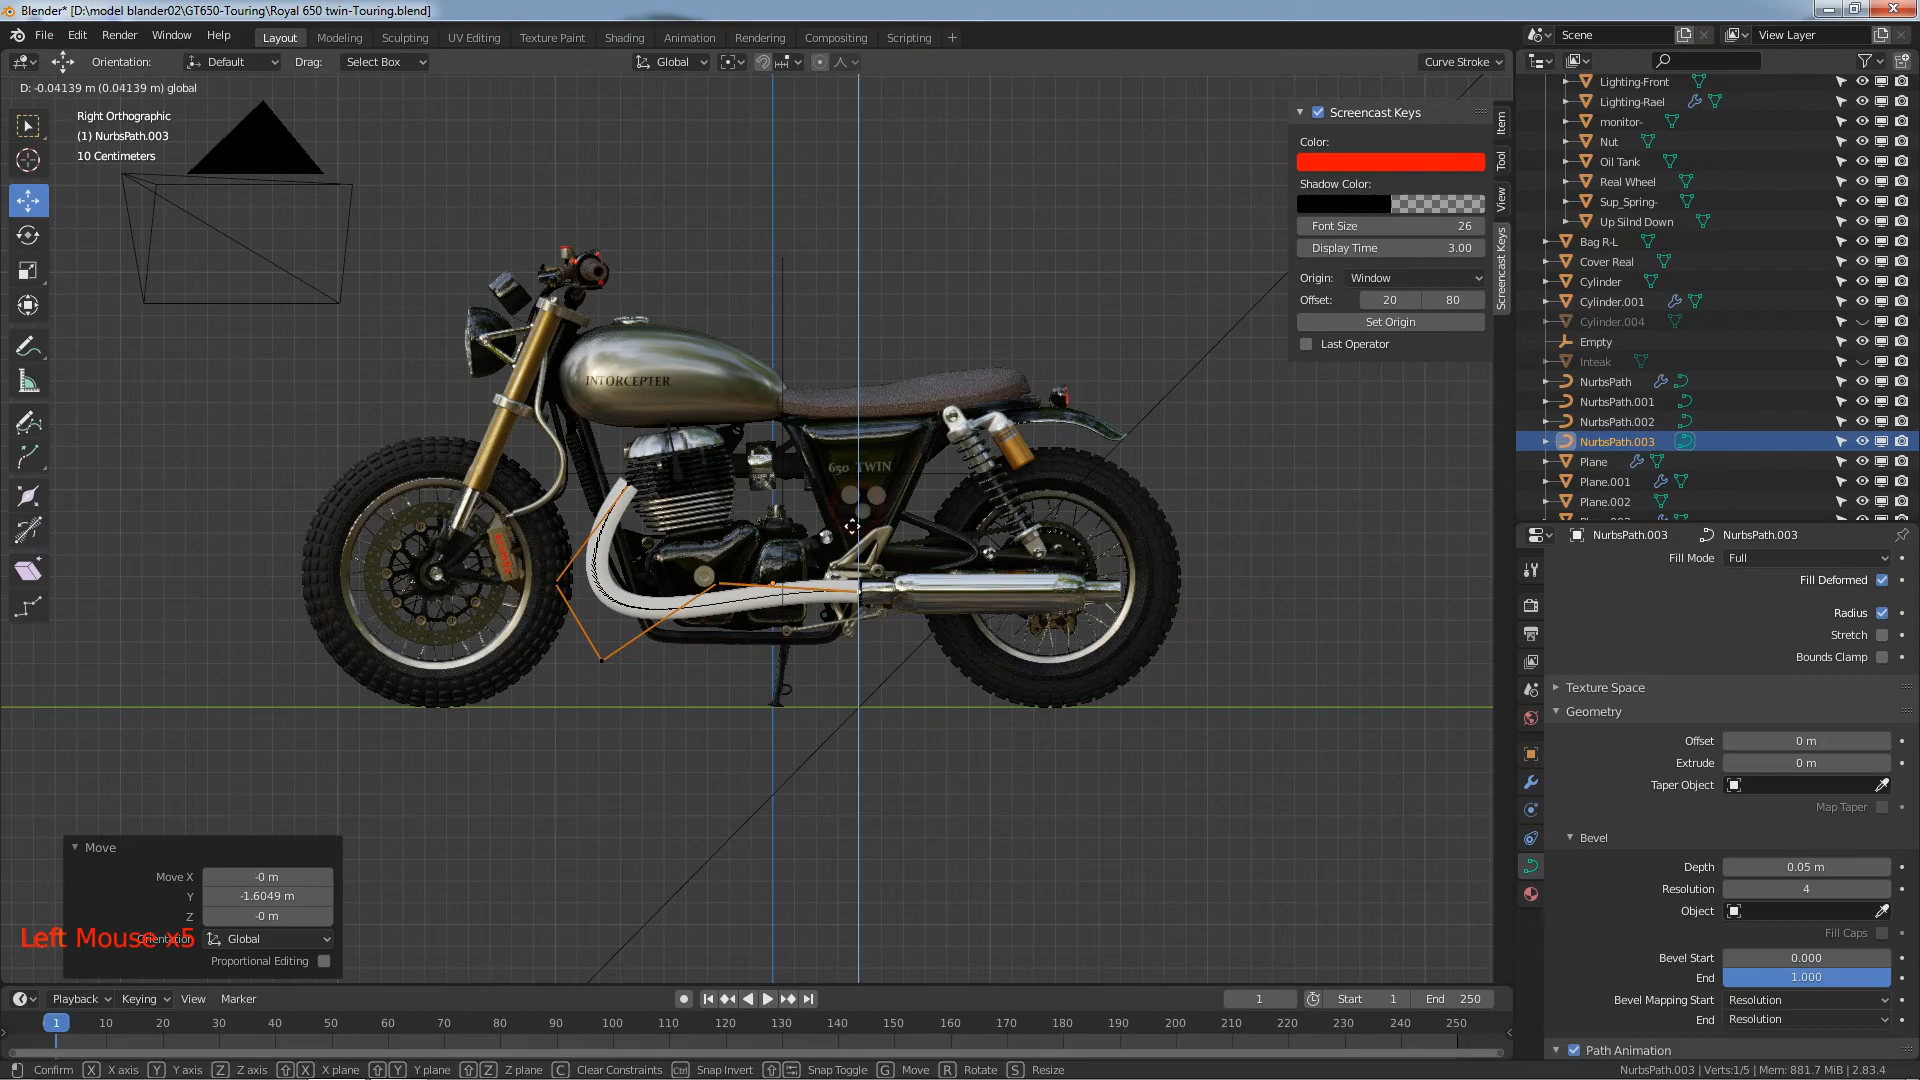 Blender* [D:\model blander02\GT650-Touring\Royal 650 twin-Touring.blend]
File Edit Render Window Help Layout Modeling Sculpting UV Editing Texture Paint Shading Animation Rendering Compositing Scripting + Scene View Layer
Orientation: Default Drag: Select Box Global Curve Stroke
D: -0.04139 m (0.04139 m) global
Right Orthographic
(1) NurbsPath.003
10 Centimeters
Screencast Keys
Color:
Shadow Color:
Font Size 26
Display Time 3.00
Origin: Window
Offset: 20 80
Set Origin
Last Operator
Item
Tool
View
Screencast Keys
INTORCEPTER
650 TWIN
Lighting-Front
Lighting-Rael
monitor-
Nut
Oil Tank
Real Wheel
Sup_Spring-
Up Silnd Down
Bag R-L
Cover Real
Cylinder
Cylinder.001
Cylinder.004
Empty
Inteak
NurbsPath
NurbsPath.001
NurbsPath.002
NurbsPath.003
Plane
Plane.001
Plane.002
NurbsPath.003 NurbsPath.003
Fill Mode Full
Fill Deformed
Radius
Stretch
Bounds Clamp
Texture Space
Geometry
Offset 0 m
Extrude 0 m
Taper Object
Map Taper
Bevel
Depth 0.05 m
Resolution 4
Object
Fill Caps
Bevel Start 0.000
End 1.000
Bevel Mapping Start Resolution
End Resolution
Path Animation
Move
Move X -0 m
Y -1.6049 m
Z -0 m
Orientation Global
Proportional Editing
Left Mouse x5
Playback Keying View Marker 1 Start 1 End 250
1 10 20 30 40 50 60 70 80 90 100 110 120 130 140 150 160 170 180 190 200 210 220 230 240 250
Confirm X X axis Y Y axis Z Z axis X X plane Y Y plane Z Z plane C Clear Constraints Ctrl Snap Invert Snap Toggle G Move R Rotate S Resize NurbsPath.003 | Verts:1/5 | Mem: 881.7 MiB | 2.83.4